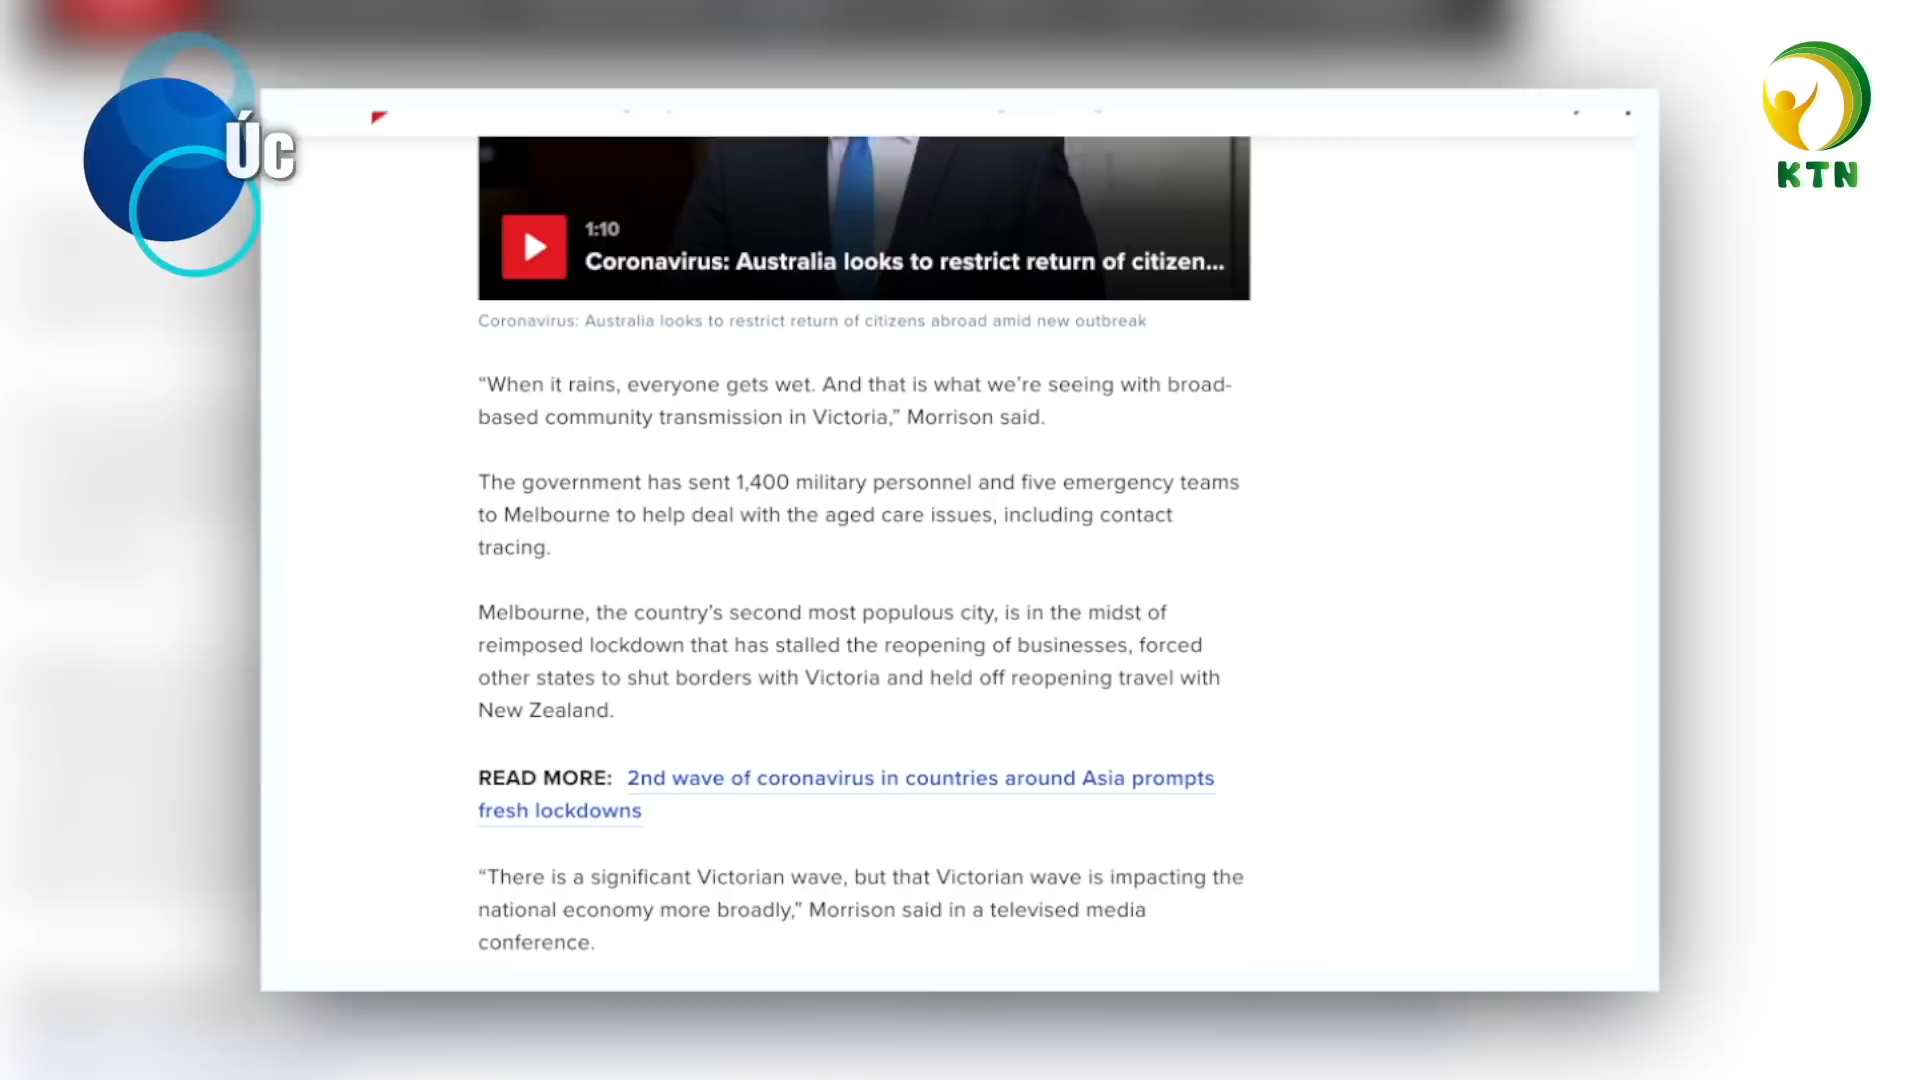 Úc
KTN
1:10
Coronavirus: Australia looks to restrict return of citizen...
Coronavirus: Australia looks to restrict return of citizens abroad amid new outbreak
“When it rains, everyone gets wet. And that is what we’re seeing with broad-
based community transmission in Victoria,” Morrison said.
The government has sent 1,400 military personnel and five emergency teams
to Melbourne to help deal with the aged care issues, including contact
tracing.
Melbourne, the country’s second most populous city, is in the midst of
reimposed lockdown that has stalled the reopening of businesses, forced
other states to shut borders with Victoria and held off reopening travel with
New Zealand.
READ MORE: 2nd wave of coronavirus in countries around Asia prompts
fresh lockdowns
“There is a significant Victorian wave, but that Victorian wave is impacting the
national economy more broadly,” Morrison said in a televised media
conference.